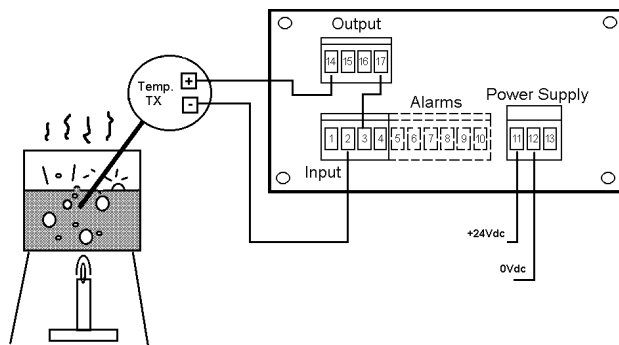 Output
14 15 16 17
Temp.
TX
+
-
Alarms
Power Supply
1 2 3 4 5 6 7 8 9 10
11 12 13
Input
+24Vdc
0Vdc